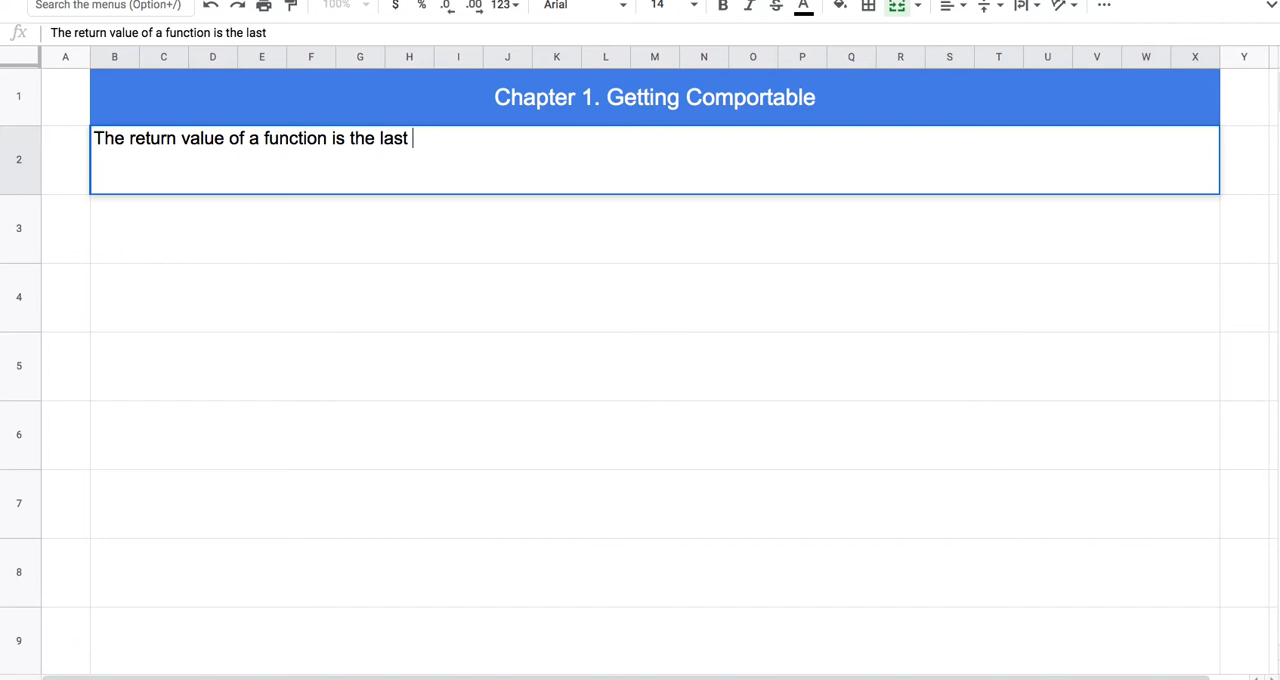 Search the menus (Option+/) 100% $ % .0 .00 123 Arial 14 B I S A
fx The return value of a function is the last
A B C D E F G H I J K L M N O P Q R S T U V W X Y
1 Chapter 1. Getting Comportable
2 The return value of a function is the last
3
4
5
6
7
8
9